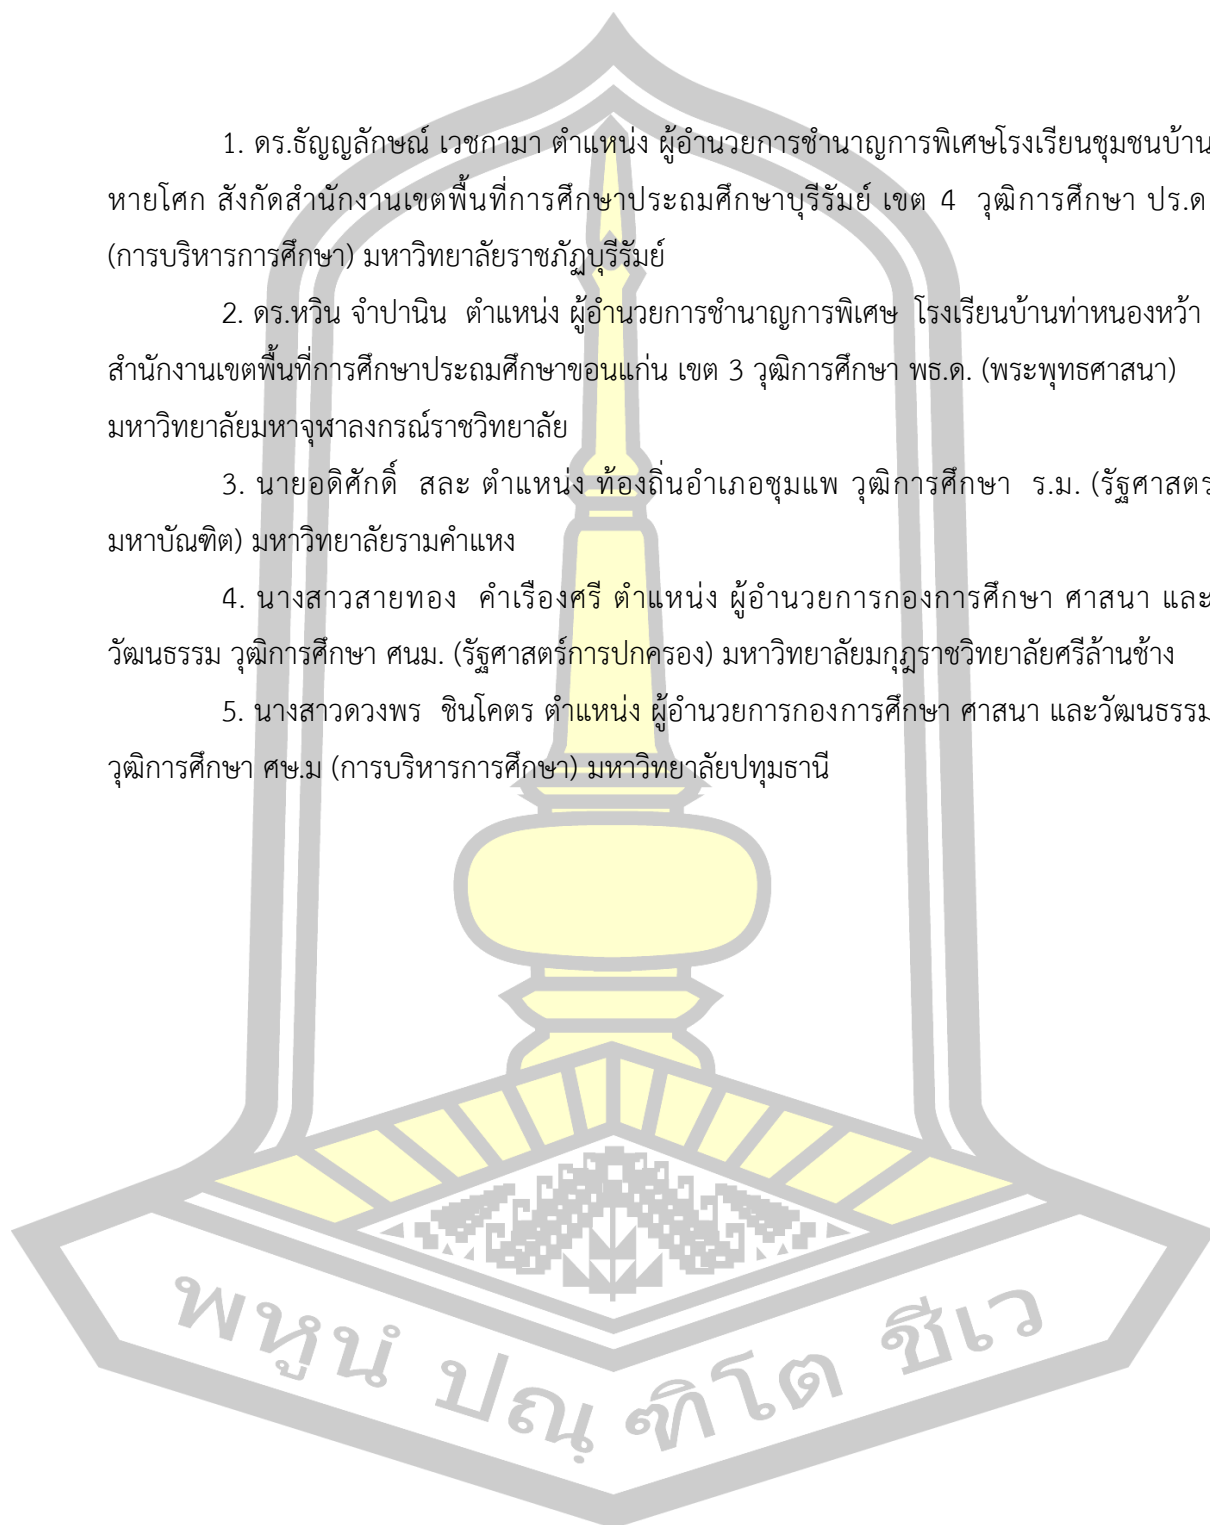 1. ดร.ธัญญลักษณ์ เวชกามา ตำแหน่ง ผู้อำนวยการชำนาญการพิเศษโรงเรียนชุมชนบ้าน
หายโศก สังกัดสำนักงานเขตพื้นที่การศึกษาประถมศึกษาบุรีรัมย์ เขต 4 วุฒิการศึกษา ปร.ด
(การบริหารการศึกษา) มหาวิทยาลัยราชภัฏบุรีรัมย์
2. ดร.หวิน จำปานิน ตำแหน่ง ผู้อำนวยการชำนาญการพิเศษ โรงเรียนบ้านท่าหนองหว้า
สำนักงานเขตพื้นที่การศึกษาประถมศึกษาขอนแก่น เขต 3 วุฒิการศึกษา พธ.ด. (พระพุทธศาสนา)
มหาวิทยาลัยมหาจุฬาลงกรณ์ราชวิทยาลัย
3. นายอดิศักดิ์ สละ ตำแหน่ง ท้องถิ่นอำเภอชุมแพ วุฒิการศึกษา ร.ม. (รัฐศาสตร
มหาบัณฑิต) มหาวิทยาลัยรามคำแหง
4. นางสาวสายทอง คำเรืองศรี ตำแหน่ง ผู้อำนวยการกองการศึกษา ศาสนา และ
วัฒนธรรม วุฒิการศึกษา ศนม. (รัฐศาสตร์การปกครอง) มหาวิทยาลัยมกุฎราชวิทยาลัยศรีล้านช้าง
5. นางสาวดวงพร ชินโคตร ตำแหน่ง ผู้อำนวยการกองการศึกษา ศาสนา และวัฒนธรรม
วุฒิการศึกษา ศษ.ม (การบริหารการศึกษา) มหาวิทยาลัยปทุมธานี
พหูนํ ปณฺฑิโต ชีเว